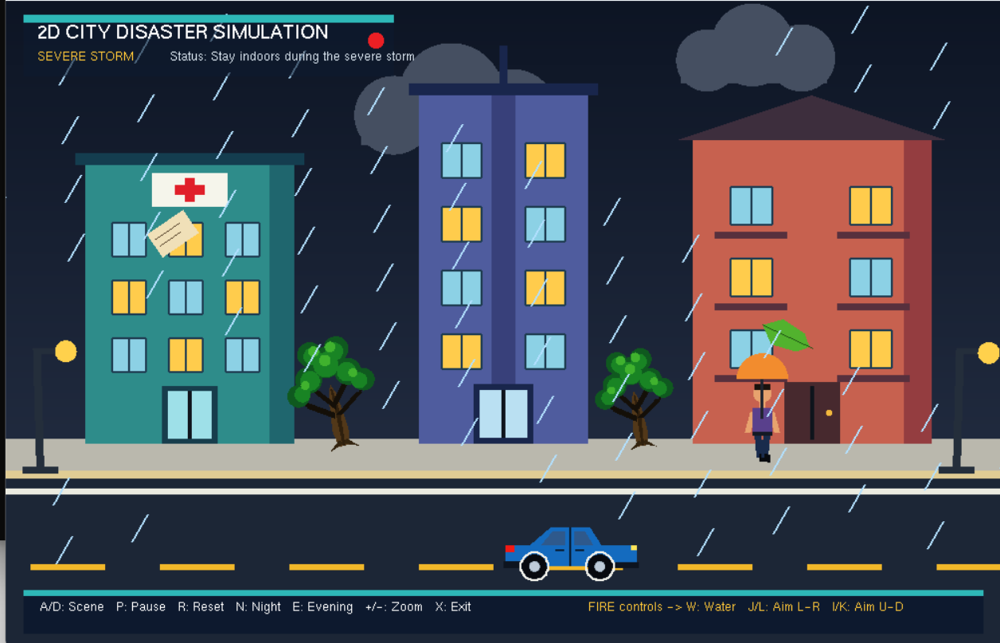 2D CITY DISASTER SIMULATION
SEVERE STORM Status: Stay indoors during the severe storm
A/D: Scene P: Pause R: Reset N: Night E: Evening +/-: Zoom X: Exit FIRE controls -> W: Water J/L: Aim L-R I/K: Aim U-D